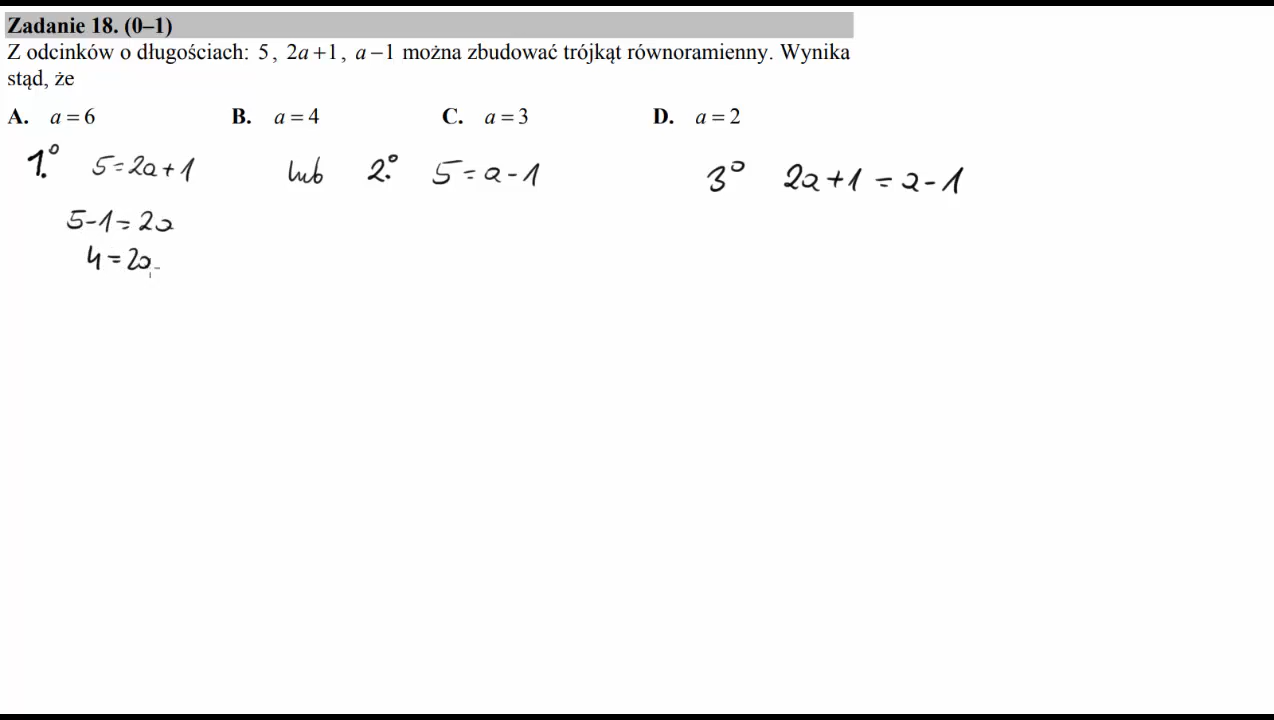 Zadanie 18. (0–1)
Z odcinków o długościach: 5, 2a+1, a−1 można zbudować trójkąt równoramienny. Wynika
stąd, że
A. a = 6 B. a = 4 C. a = 3 D. a = 2
1.° 5 = 2a + 1 lub 2.° 5 = a − 1 3° 2a + 1 = a − 1
5 − 1 = 2a
4 = 2a